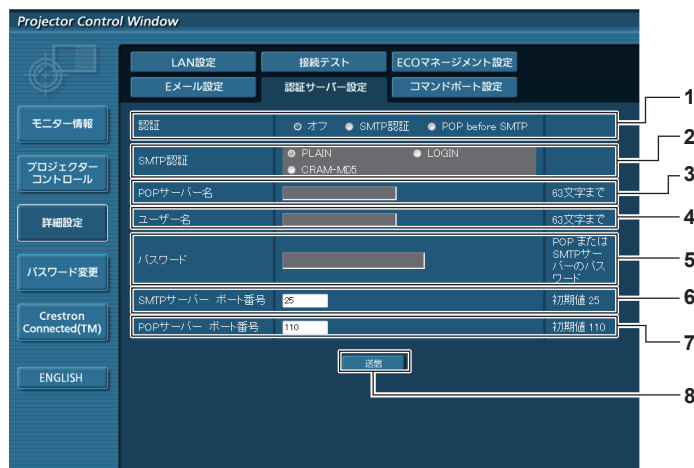 Projector Control Window
LAN設定
接続テスト
ECOマネージメント設定
Eメール設定
認証サーバー設定
コマンドポート設定
モニター情報
プロジェクター
コントロール
詳細設定
パスワード変更
Crestron
Connected(TM)
ENGLISH
認証
オフ
SMTP認証
POP before SMTP
1
SMTP認証
PLAIN
LOGIN
CRAM-MD5
2
POPサーバー名
63文字まで
3
ユーザー名
63文字まで
4
パスワード
POP または
SMTPサー
バーのパス
ワード
5
SMTPサーバー ポート番号
25
初期値 25
6
POPサーバー ポート番号
110
初期値 110
7
送信
8